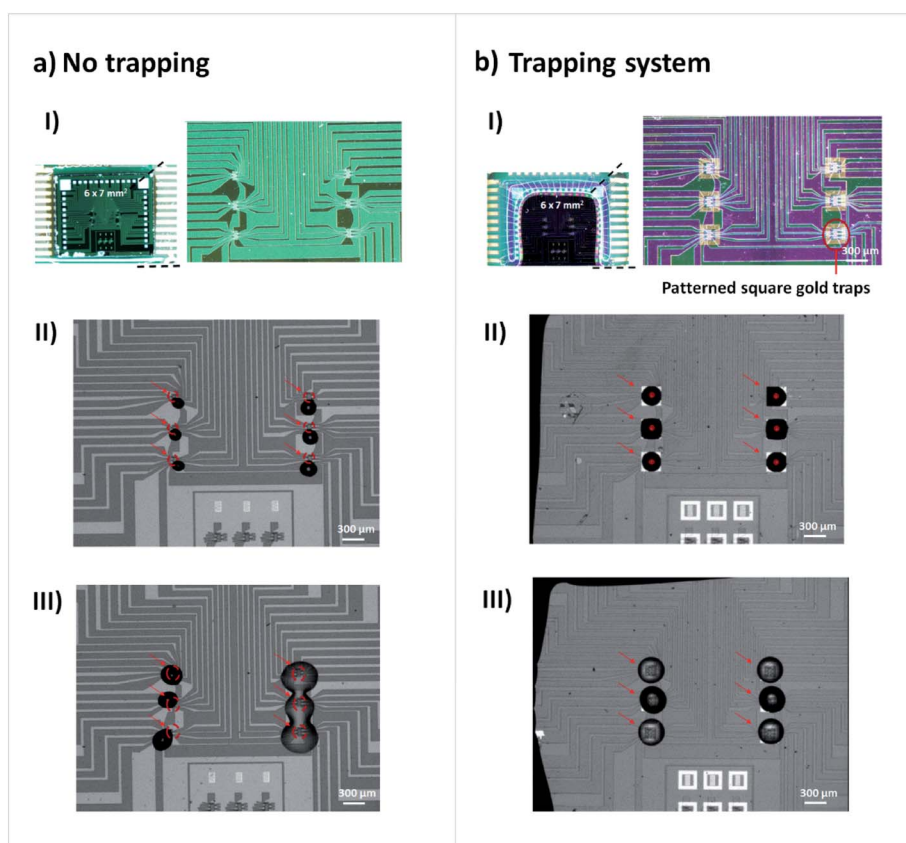 a) No trapping
I)
6 x 7 mm²
II)
300 µm
III)
300 µm
b) Trapping system
I)
6 x 7 mm²
300 µm
Patterned square gold traps
II)
300 µm
III)
300 µm